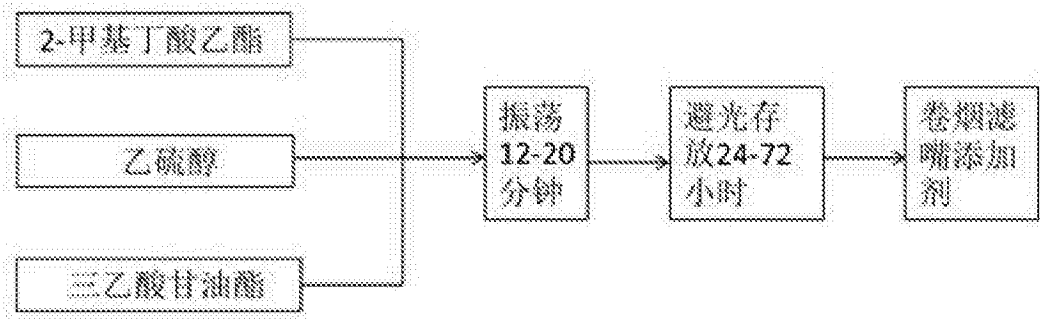 2-甲基丁酸乙酯
乙硫醇
三乙酸甘油酯
振荡
12-20
分钟
避光存
放24-72
小时
卷烟滤
嘴添加
剂